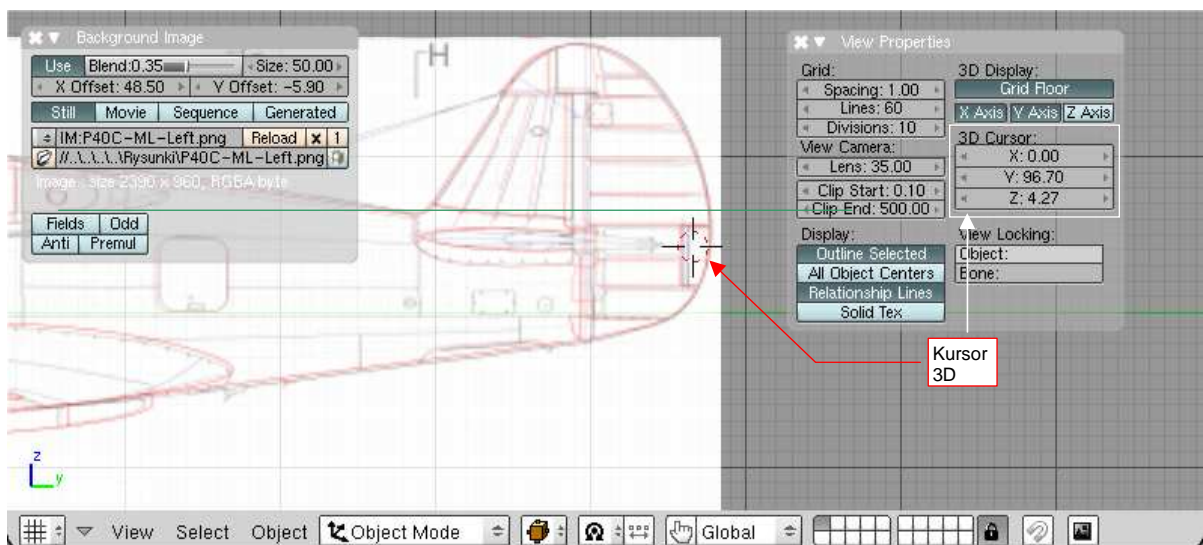 Background Image
Use Blend:0.35 Size: 50.00
X Offset: 48.50 Y Offset: -5.90
Still Movie Sequence Generated
IM:P40C-ML-Left.png Reload x 1
//..\..\..\..\Rysunki\P40C-ML-Left.png
Image : size 2390 x 960, RGBA byte
Fields Odd
Anti Premul
H
View Properties
Grid:
Spacing: 1.00
Lines: 60
Divisions: 10
View Camera:
Lens: 35.00
Clip Start: 0.10
Clip End: 500.00
Display:
Outline Selected
All Object Centers
Relationship Lines
Solid Tex
3D Display:
Grid Floor
X Axis Y Axis Z Axis
3D Cursor:
X: 0.00
Y: 96.70
Z: 4.27
View Locking:
Object:
Bone:
Kursor
3D
z
y
View Select Object Object Mode Global